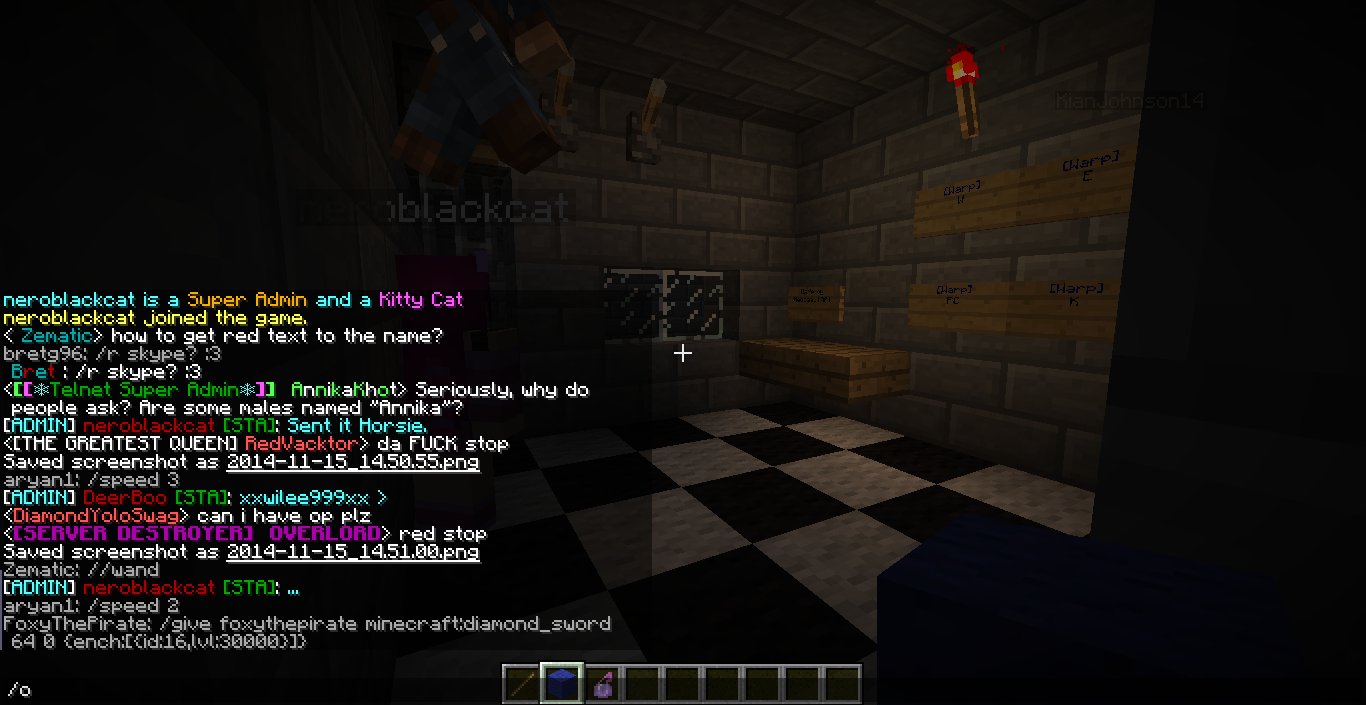 kianjohnson14
[Warp]
E
[Warp]
W
neroblackcat
[Warp]
PC
[Warp]
K
neroblackcat is a Super Admin and a Kitty Cat
neroblackcat joined the game.
< Zematic> how to get red text to the name?
bretg96: /r skype? :3
Bret : /r skype? :3
<[[❄Telnet Super Admin❄]] AnnikaKhot> Seriously, why do
people ask? Are some males named "Annika"?
[ADMIN] neroblackcat [STA]: Sent it Horsie.
<[THE GREATEST QUEEN] RedVacktor> da FUCK stop
Saved screenshot as 2014-11-15_14.50.55.png
aryan1: /speed 3
[ADMIN] DeerBoo [STA]: xxwilee999xx >
<DiamondYoloSwag> can i have op plz
<[SERVER DESTROYER] OVERLORD> red stop
Saved screenshot as 2014-11-15_14.51.00.png
Zematic: //wand
[ADMIN] neroblackcat [STA]: ...
aryan1: /speed 2
FoxyThePirate: /give foxythepirate minecraft:diamond_sword
64 0 {ench:[{id:16,lvl:30000}]}
/o